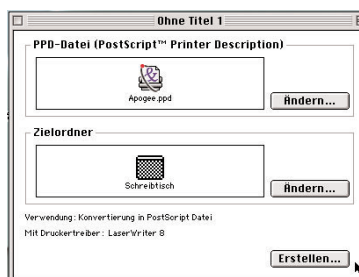 Ohne Titel 1
PPD-Datei (PostScript™ Printer Description)
Apogee.ppd
Ändern...
Zielordner
Schreibtisch
Ändern...
Verwendung: Konvertierung in PostScript Datei
Mit Druckertreiber: LaserWriter 8
Erstellen...